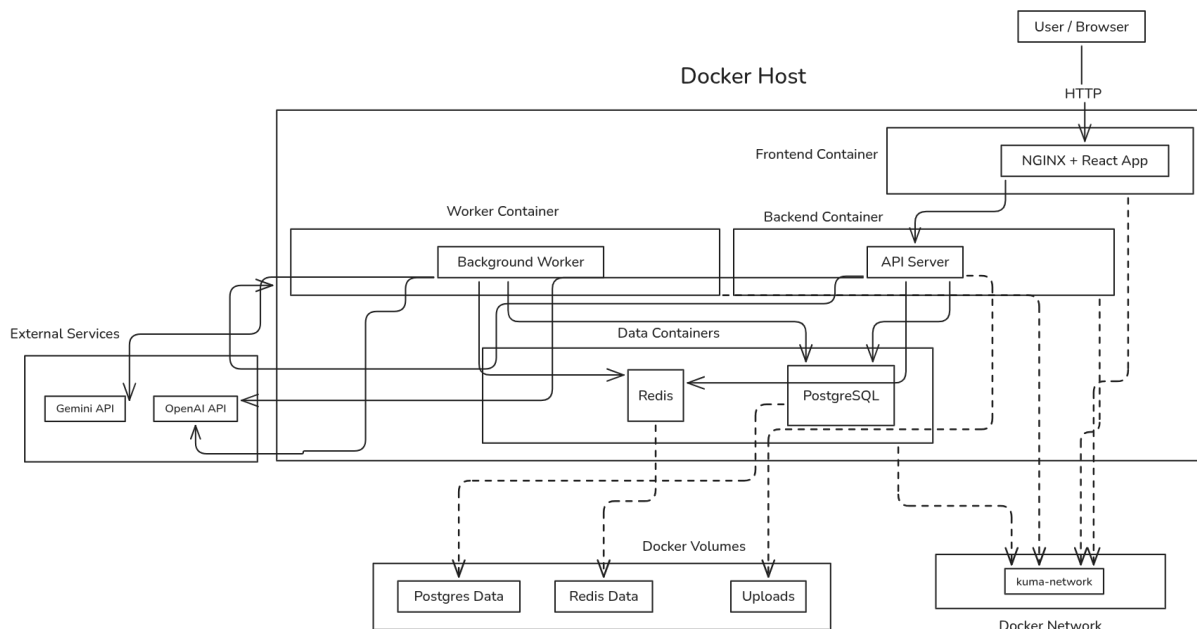 User / Browser
Docker Host
HTTP
Frontend Container
NGINX + React App
Worker Container
Backend Container
Background Worker
API Server
External Services
Data Containers
Gemini API
OpenAI API
Redis
PostgreSQL
Docker Volumes
Postgres Data
Redis Data
Uploads
kuma-network
Docker Network